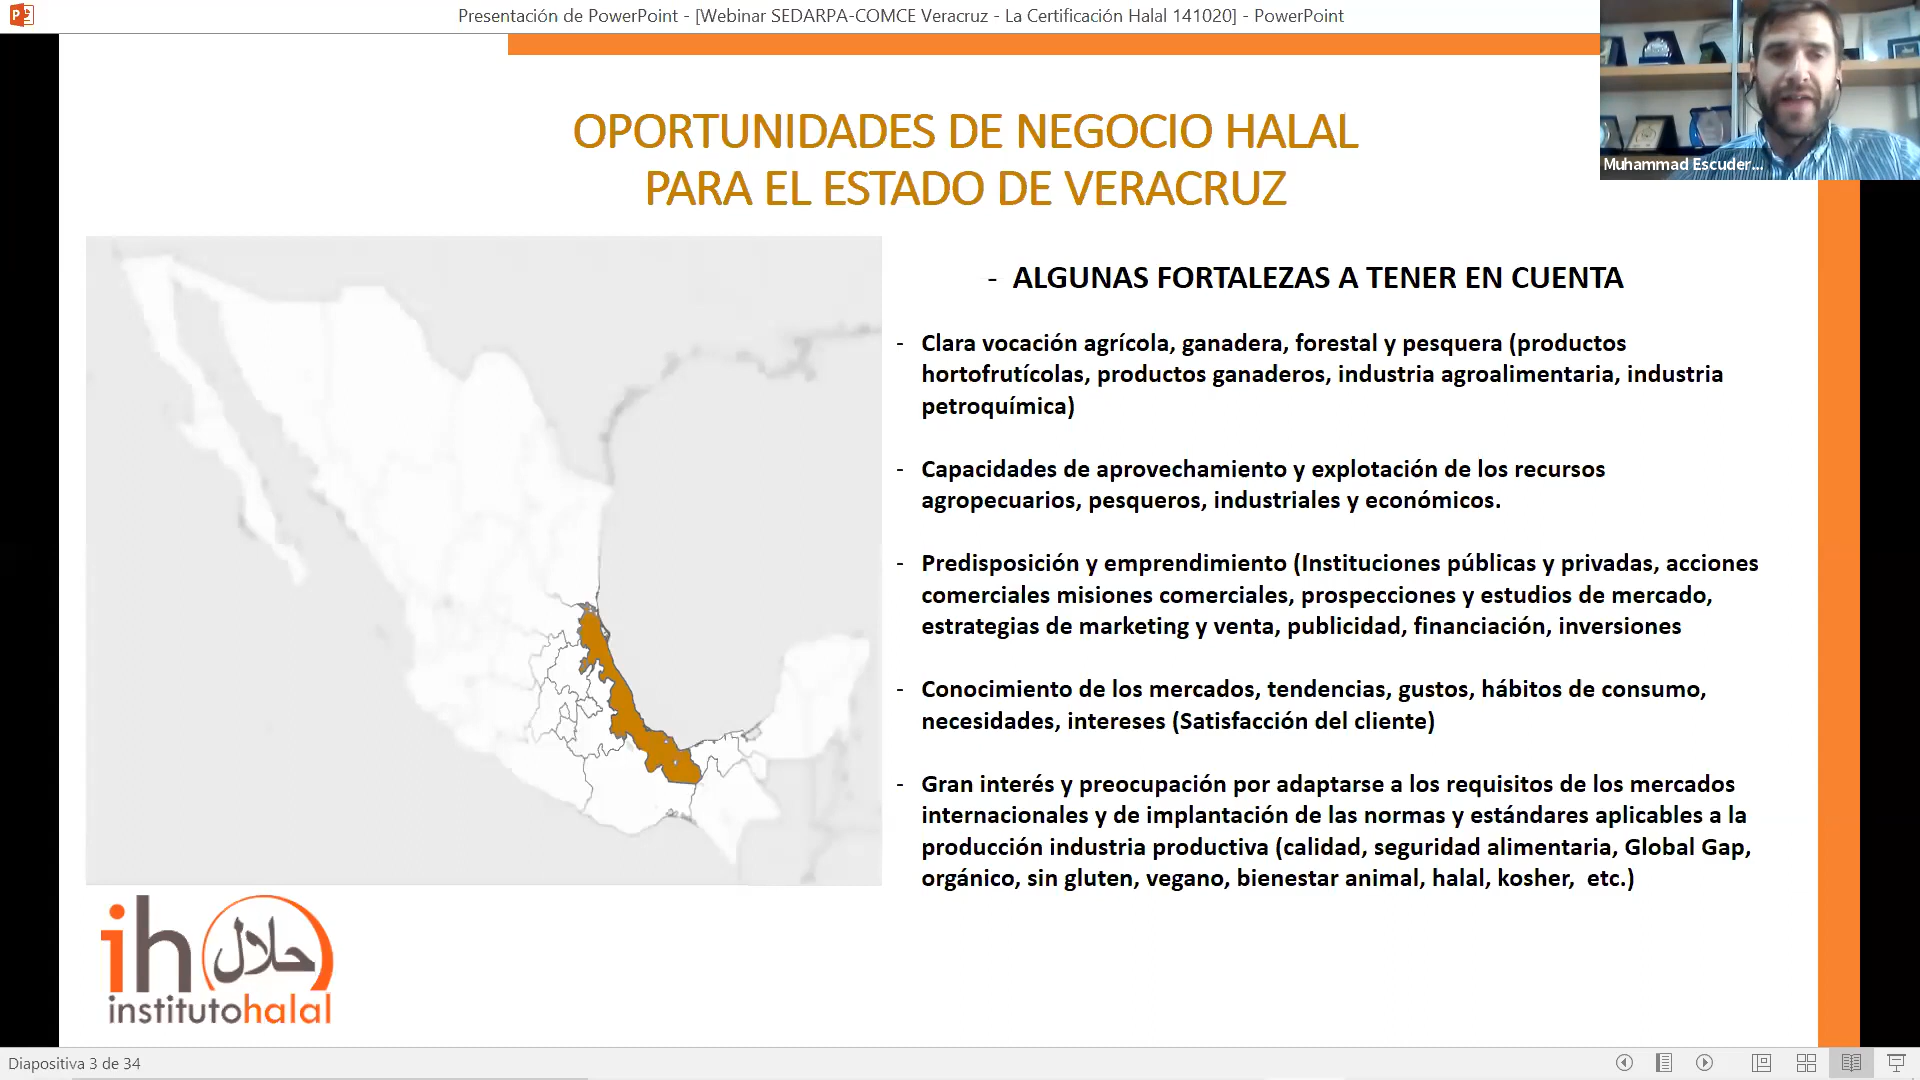 Presentación de PowerPoint - [Webinar SEDARPA-COMCE Veracruz - La Certificación Halal 141020] - PowerPoint
Muhammad Escuder...
OPORTUNIDADES DE NEGOCIO HALAL
PARA EL ESTADO DE VERACRUZ
- ALGUNAS FORTALEZAS A TENER EN CUENTA
- Clara vocación agrícola, ganadera, forestal y pesquera (productos
hortofrutícolas, productos ganaderos, industria agroalimentaria, industria
petroquímica)
- Capacidades de aprovechamiento y explotación de los recursos
agropecuarios, pesqueros, industriales y económicos.
- Predisposición y emprendimiento (Instituciones públicas y privadas, acciones
comerciales misiones comerciales, prospecciones y estudios de mercado,
estrategias de marketing y venta, publicidad, financiación, inversiones
- Conocimiento de los mercados, tendencias, gustos, hábitos de consumo,
necesidades, intereses (Satisfacción del cliente)
- Gran interés y preocupación por adaptarse a los requisitos de los mercados
internacionales y de implantación de las normas y estándares aplicables a la
producción industria productiva (calidad, seguridad alimentaria, Global Gap,
orgánico, sin gluten, vegano, bienestar animal, halal, kosher,  etc.)
ih حلال
institutohalal
Diapositiva 3 de 34